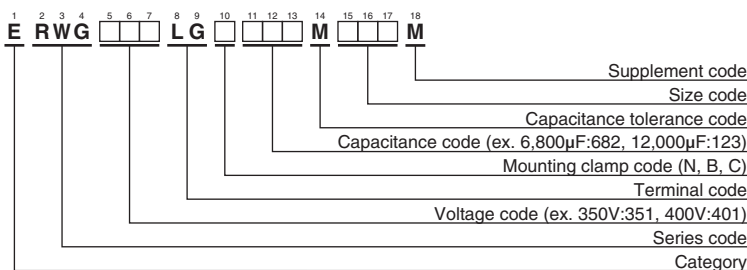 1 2 3 4 5 6 7 8 9 10 11 12 13 14 15 16 17 18
E RWG LG M M
Supplement code
Size code
Capacitance tolerance code
Capacitance code (ex. 6,800μF:682, 12,000μF:123)
Mounting clamp code (N, B, C)
Terminal code
Voltage code (ex. 350V:351, 400V:401)
Series code
Category